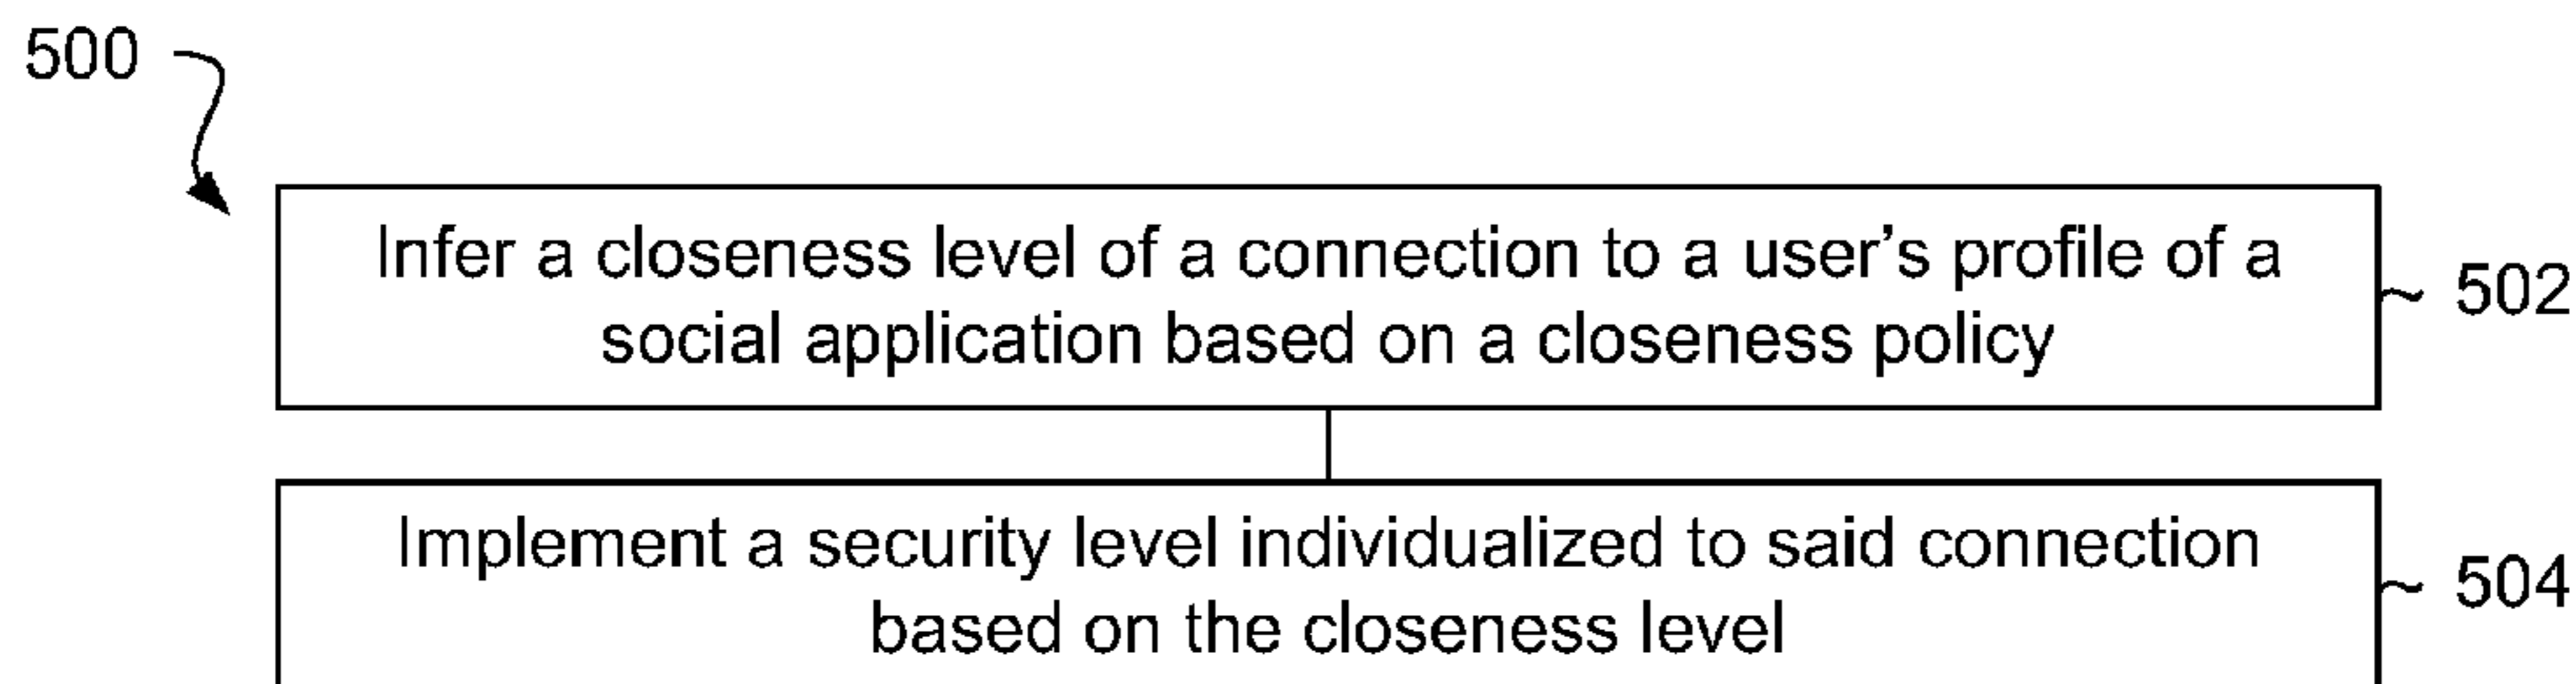 500
Infer a closeness level of a connection to a user's profile of a
social application based on a closeness policy
502
Implement a security level individualized to said connection
based on the closeness level
504